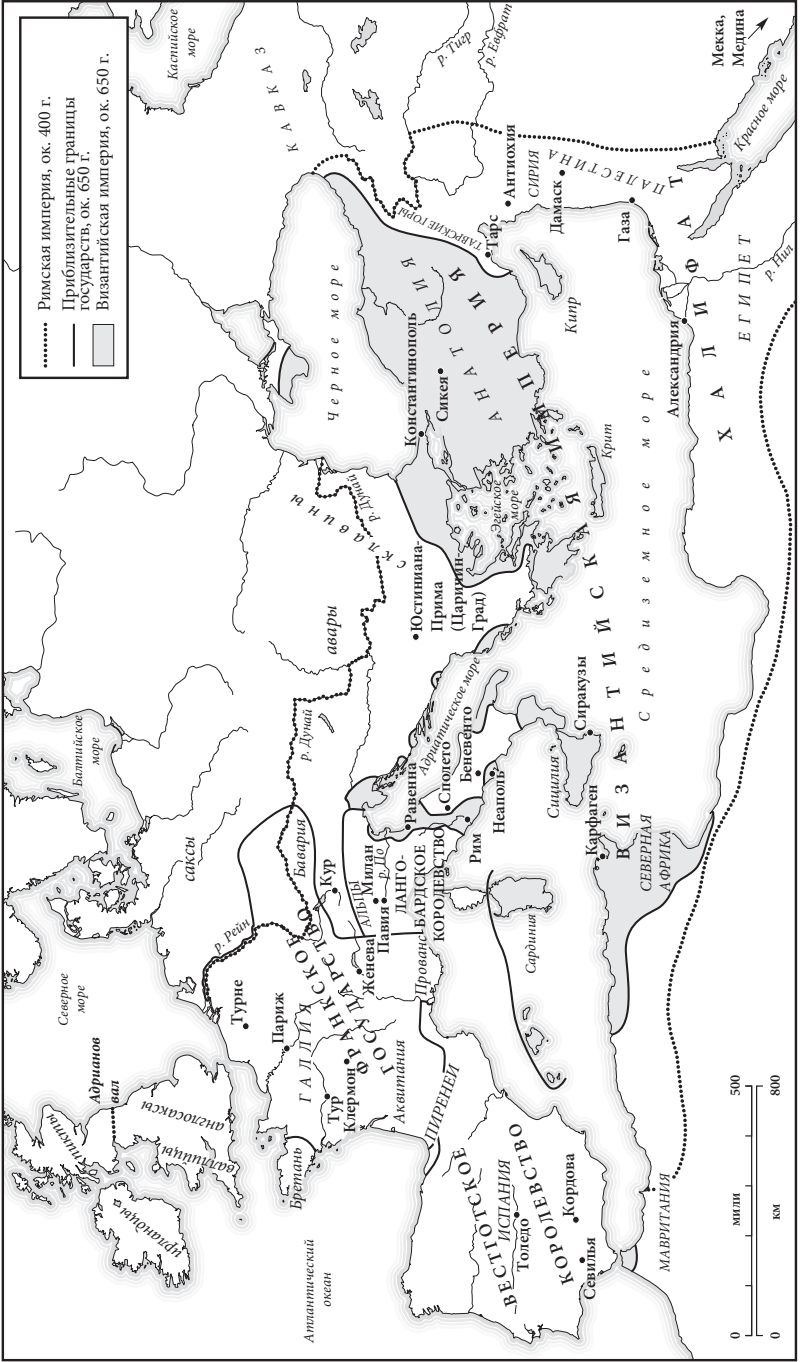 Римская империя, ок. 400 г.
Приблизительные границы
государств, ок. 650 г.
Византийская империя, ок. 650 г.
Северное
море
Балтийское
море
Каспийское
море
КАВКАЗ
р. Тигр
р. Евфрат
Мекка,
Медина
Красное море
пикты
Адрианов
вал
ирландцы
валлийцы
англосаксы
саксы
авары
склавины
р. Рейн
р. Дунай
р. Дунай
Черное море
ТАВРСКИЕ ГОРЫ
Тарс
Антиохия
СИРИЯ
Дамаск
ПАЛЕСТИНА
Газа
Атлантический
океан
Бретань
Турне
Париж
ГАЛЛИЯ
Тур
Клермон
ФРАНКСКОЕ
ГОСУДАРСТВО
Аквитания
Бавария
Кур
АЛЬПЫ
Женева
Милан
Павия
р. По
ЛАНГО-
БАРДСКОЕ
КОРОЛЕВСТВО
Прованс
ПИРЕНЕИ
Равенна
Сполето
Беневенто
Рим
Неаполь
Адриатическое море
Юстиниана-
Прима
(Царичин-
Град)
Константинополь
Сикея
АНАТОЛИЯ
Эгейское
море
Крит
Кипр
ВИЗАНТИЙСКАЯ ИМПЕРИЯ
Средиземное море
ВЕСТГОТСКОЕ
КОРОЛЕВСТВО
ИСПАНИЯ
Толедо
Кордова
Севилья
Сардиния
Сицилия
Сиракузы
Карфаген
СЕВЕРНАЯ
АФРИКА
МАВРИТАНИЯ
Александрия
ХАЛИФАТ
ЕГИПЕТ
р. Нил
мили
0
500
км
0
800